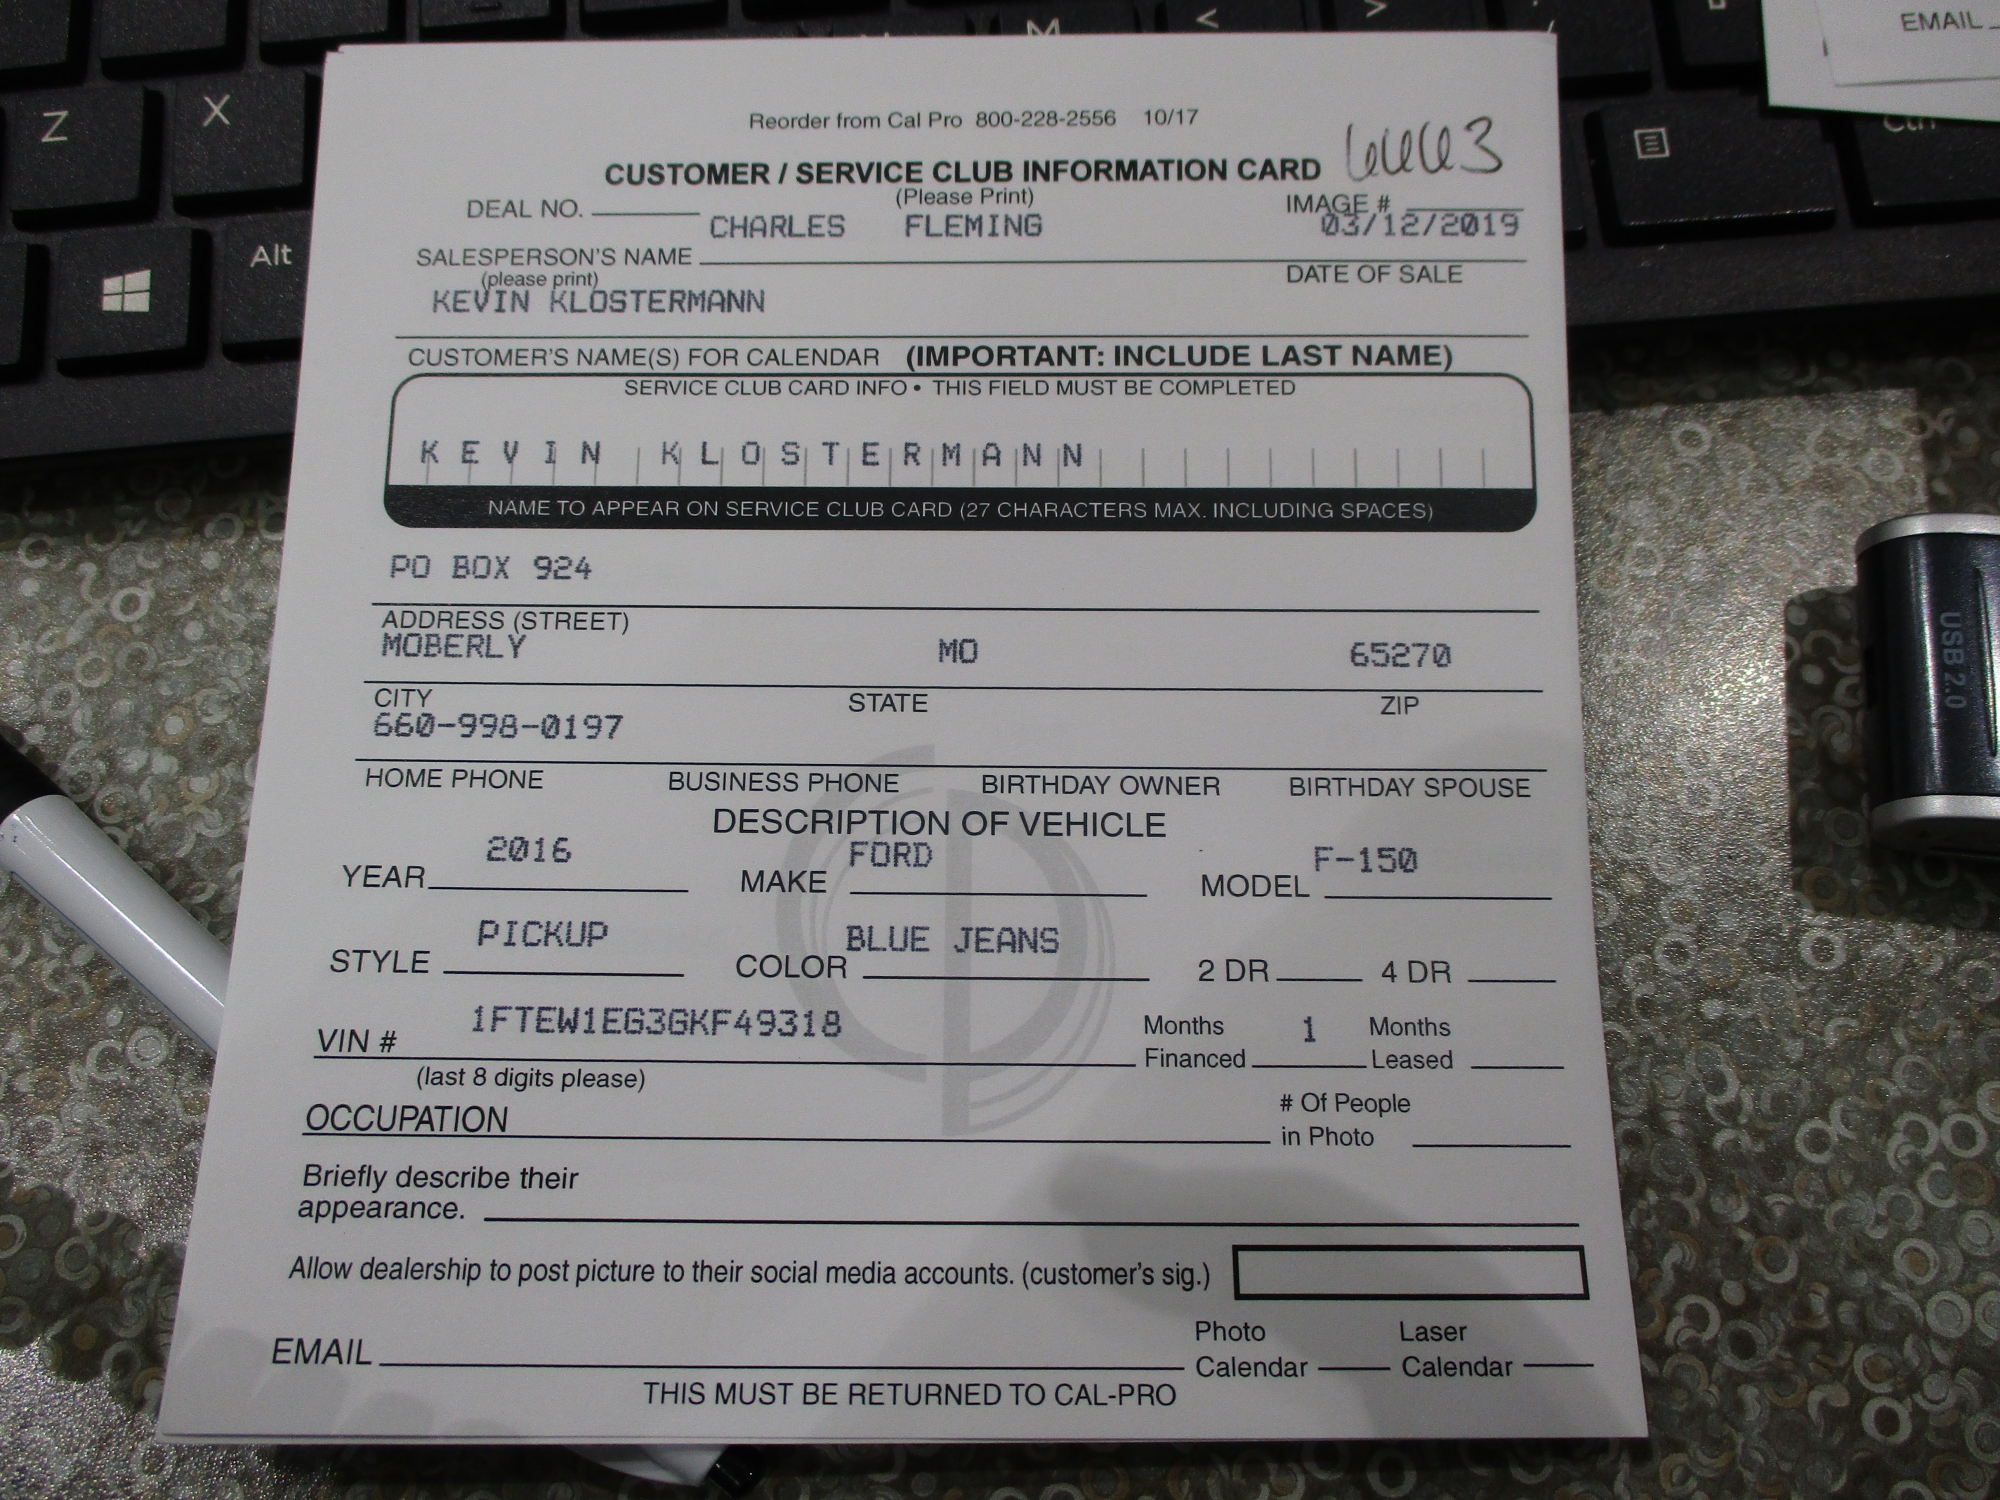 Z
X
M
<
>
EMAIL
Ctrl
Alt
Reorder from Cal Pro 800-228-2556 10/17
6663
CUSTOMER / SERVICE CLUB INFORMATION CARD
(Please Print)
DEAL NO. IMAGE #
CHARLES FLEMING 03/12/2019
SALESPERSON'S NAME DATE OF SALE
(please print)
KEVIN KLOSTERMANN
CUSTOMER'S NAME(S) FOR CALENDAR (IMPORTANT: INCLUDE LAST NAME)
SERVICE CLUB CARD INFO • THIS FIELD MUST BE COMPLETED
KEVIN KLOSTERMANN
NAME TO APPEAR ON SERVICE CLUB CARD (27 CHARACTERS MAX. INCLUDING SPACES)
PO BOX 924
ADDRESS (STREET)
MOBERLY MO 65270
CITY STATE ZIP
660-998-0197
HOME PHONE BUSINESS PHONE BIRTHDAY OWNER BIRTHDAY SPOUSE
DESCRIPTION OF VEHICLE
2016 FORD F-150
YEAR MAKE MODEL
PICKUP BLUE JEANS
STYLE COLOR 2 DR 4 DR
1FTEW1EG3GKF49318
VIN # Months Financed 1 Months Leased
(last 8 digits please)
OCCUPATION # Of People in Photo
Briefly describe their
appearance.
Allow dealership to post picture to their social media accounts. (customer's sig.)
EMAIL Photo Calendar Laser Calendar
THIS MUST BE RETURNED TO CAL-PRO
USB 2.0